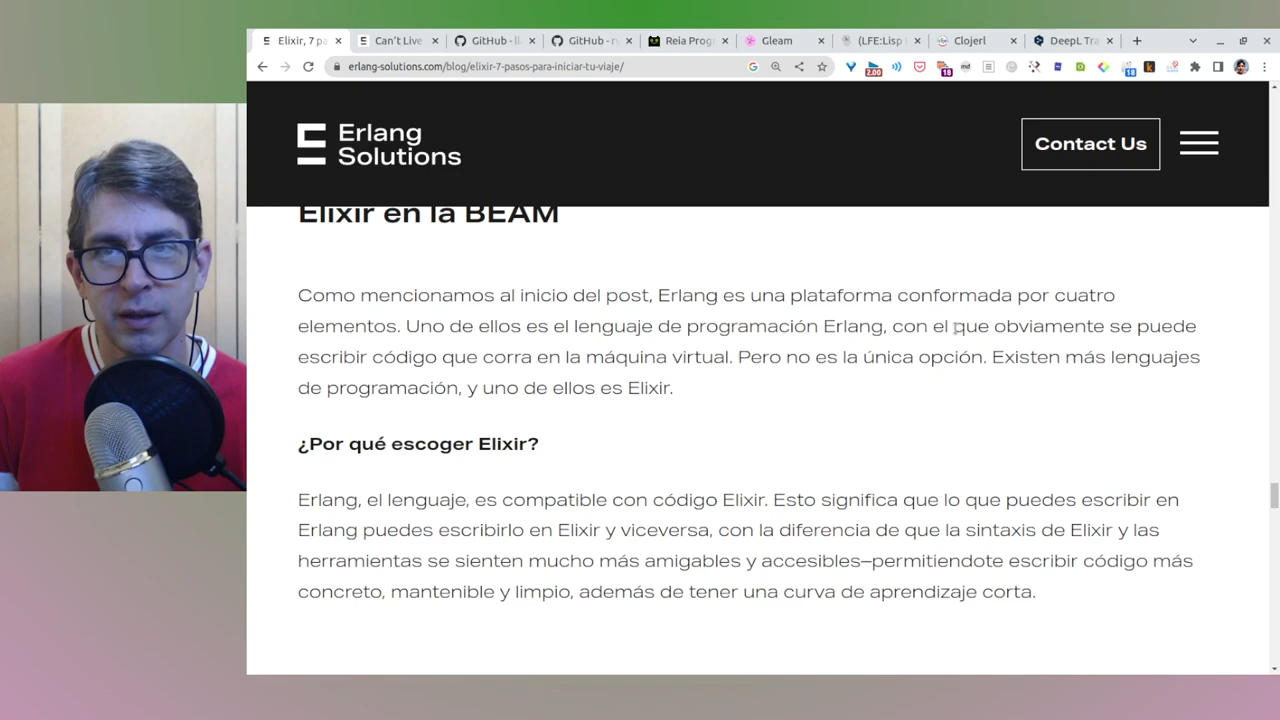 Elixir, 7 pa
Can't Live
GitHub - ll
GitHub - rv
Reia Prog
Gleam
(LFE:Lisp
Clojerl
DeepL Tra
erlang-solutions.com/blog/elixir-7-pasos-para-iniciar-tu-viaje/
2.00
18
18
Erlang
Solutions
Contact Us
Elixir en la BEAM
Como mencionamos al inicio del post, Erlang es una plataforma conformada por cuatro
elementos. Uno de ellos es el lenguaje de programación Erlang, con el que obviamente se puede
escribir código que corra en la máquina virtual. Pero no es la única opción. Existen más lenguajes
de programación, y uno de ellos es Elixir.
¿Por qué escoger Elixir?
Erlang, el lenguaje, es compatible con código Elixir. Esto significa que lo que puedes escribir en
Erlang puedes escribirlo en Elixir y viceversa, con la diferencia de que la sintaxis de Elixir y las
herramientas se sienten mucho más amigables y accesibles—permitiendote escribir código más
concreto, mantenible y limpio, además de tener una curva de aprendizaje corta.